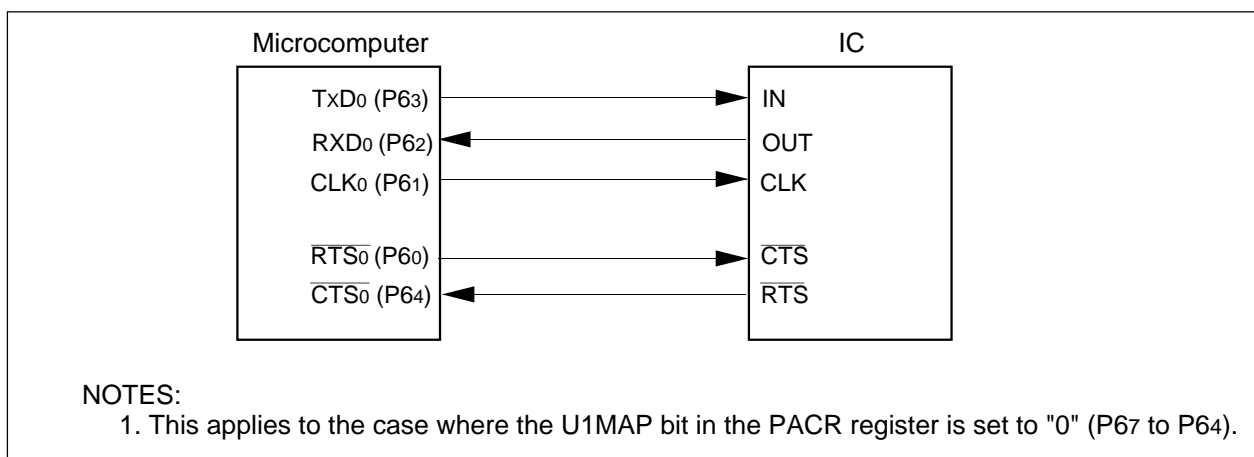 Microcomputer IC
TxD0 (P63) IN
RXD0 (P62) OUT
CLK0 (P61) CLK
RTS0 (P60) CTS
CTS0 (P64) RTS
NOTES:
1. This applies to the case where the U1MAP bit in the PACR register is set to "0" (P67 to P64).